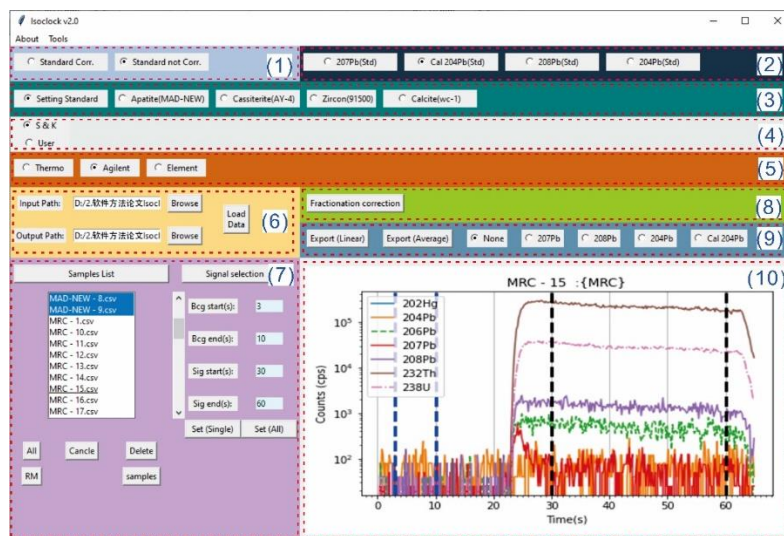 Isoclock v2.0
About Tools
Standard Corr. Standard not Corr. (1) 207Pb(Std) Cal 204Pb(Std) 208Pb(Std) 204Pb(Std) (2)
Setting Standard Apatite(MAD-NEW) Cassiterite(AY-4) Zircon(91500) Calcite(wc-1) (3)
S & K
User
(4)
Thermo Agilent Element (5)
Input Path: D:/2.软件方法论Isocl Browse
Load
Data
Output Path: D:/2.软件方法论Isocl Browse
(6)
Fractionation correction (8)
Export (Linear) Export (Average) None 207Pb 208Pb 204Pb Cal 204Pb (9)
Samples List Signal selection (7)
MAD-NEW - 8.csv
MAD-NEW - 9.csv
MRC - 1.csv
MRC - 10.csv
MRC - 11.csv
MRC - 12.csv
MRC - 13.csv
MRC - 14.csv
MRC - 15.csv
MRC - 16.csv
MRC - 17.csv
Bcg start(s): 3
Bcg end(s): 10
Sig start(s): 30
Sig end(s): 60
Set (Single) Set (All)
All Cancle Delete
RM samples
(10)
MRC - 15 :{MRC}
202Hg
204Pb
206Pb
207Pb
208Pb
232Th
238U
Counts (cps)
10⁵
10⁴
10³
10²
0 10 20 30 40 50 60
Time(s)